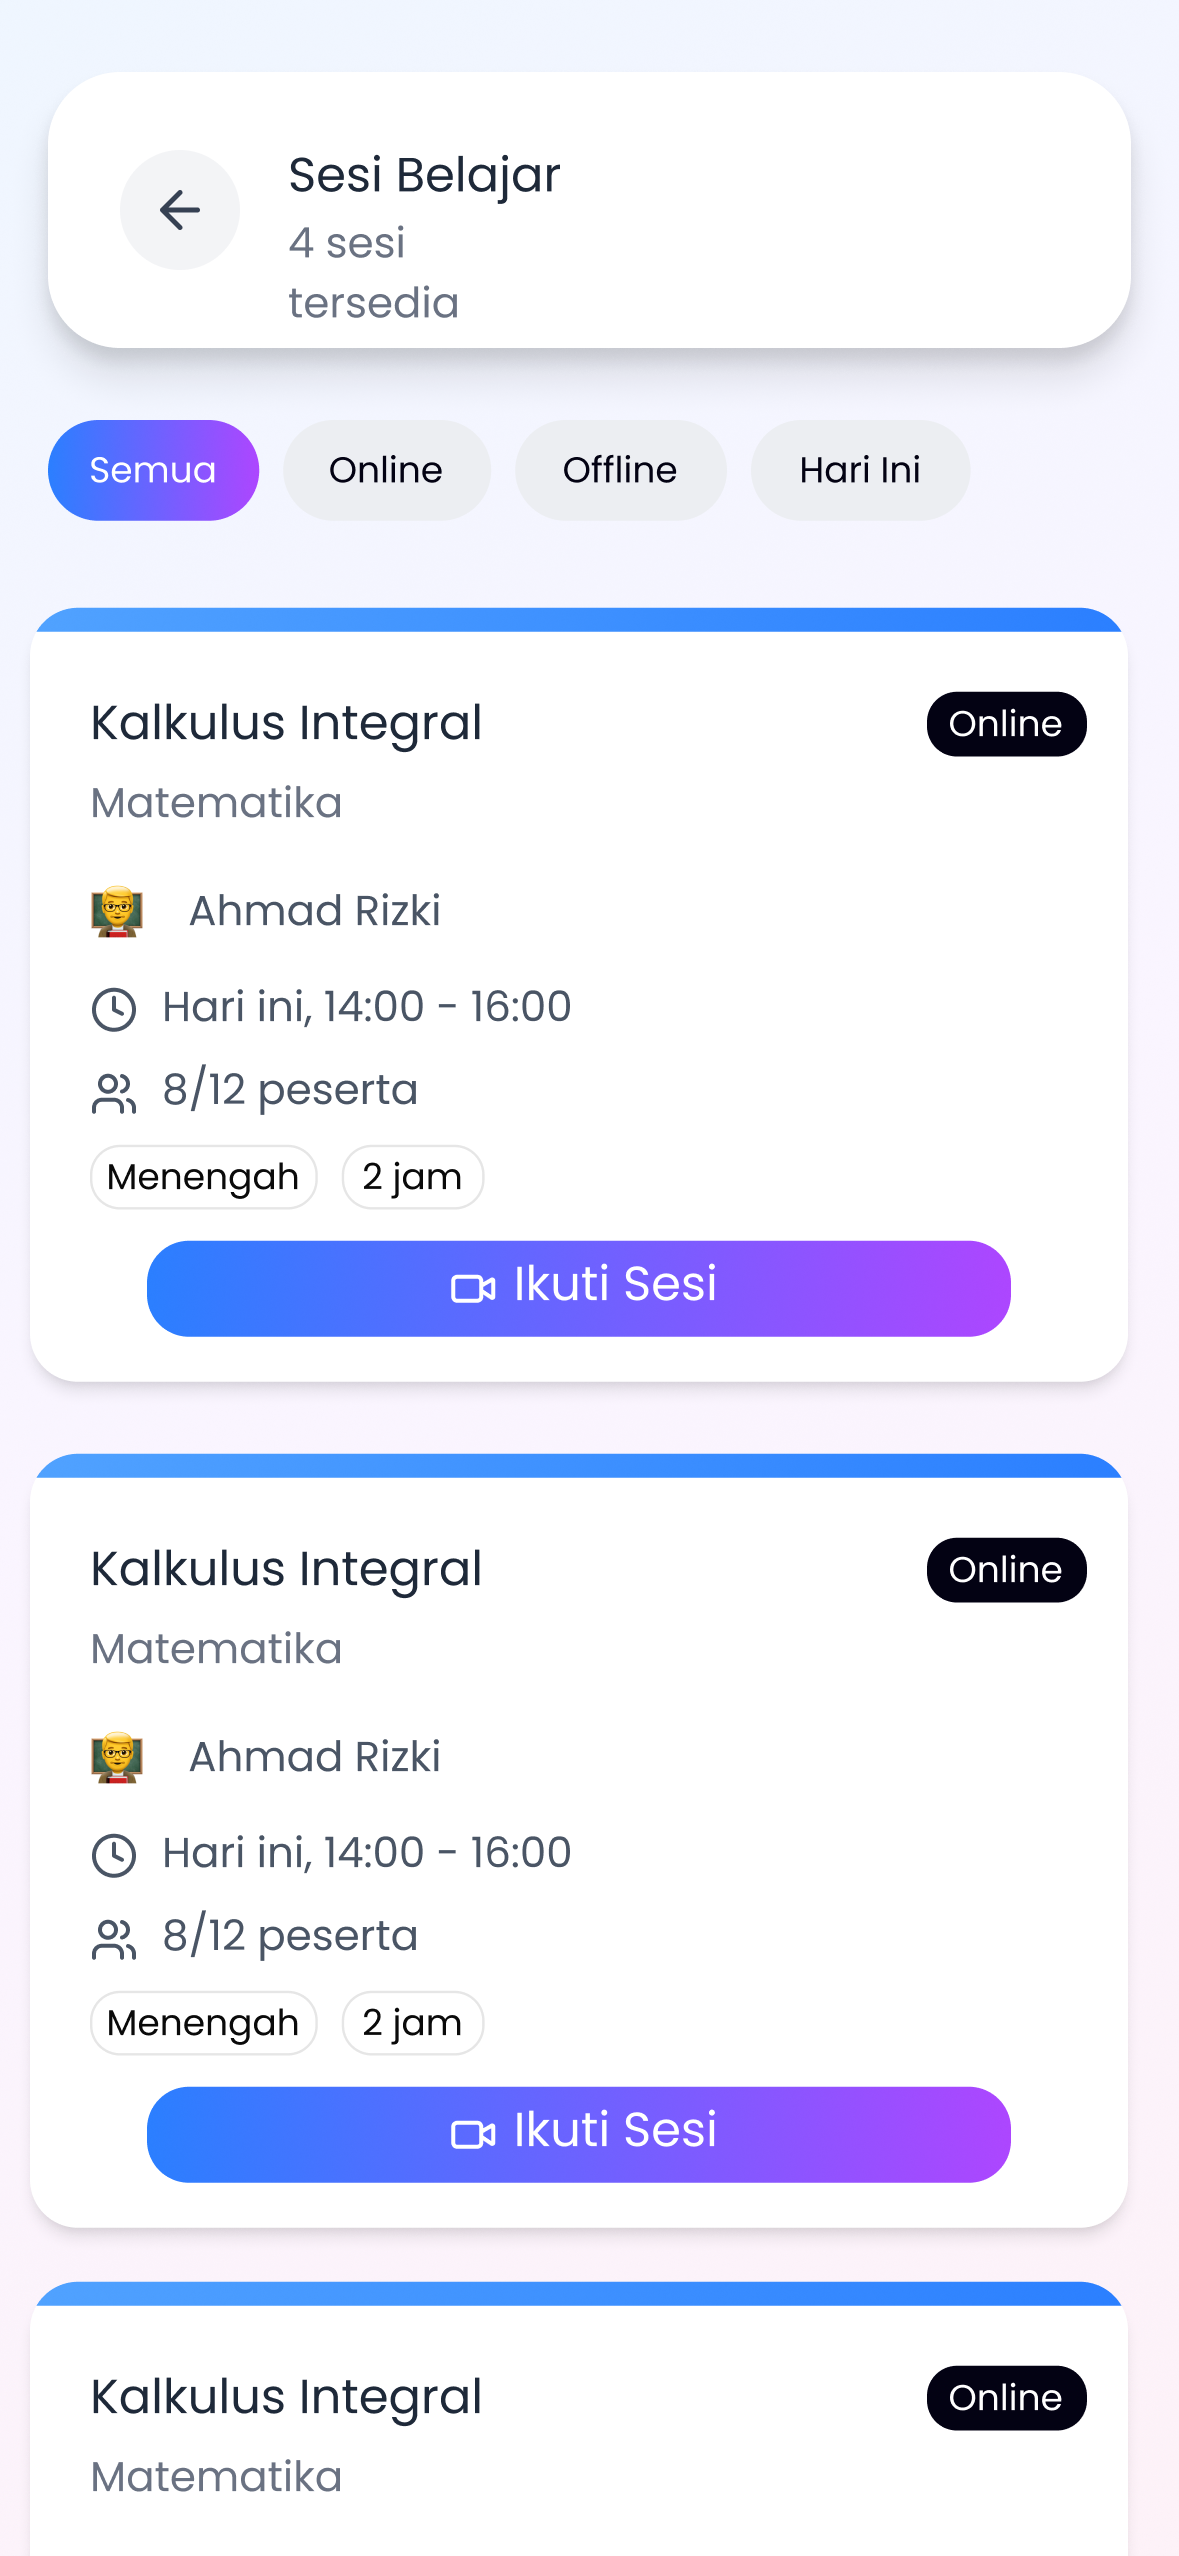 Sesi Belajar
4 sesi
tersedia
Semua Online Offline Hari Ini
Kalkulus Integral Online
Matematika
Ahmad Rizki
Hari ini, 14:00 - 16:00
8/12 peserta
Menengah 2 jam
Ikuti Sesi
Kalkulus Integral Online
Matematika
Ahmad Rizki
Hari ini, 14:00 - 16:00
8/12 peserta
Menengah 2 jam
Ikuti Sesi
Kalkulus Integral Online
Matematika